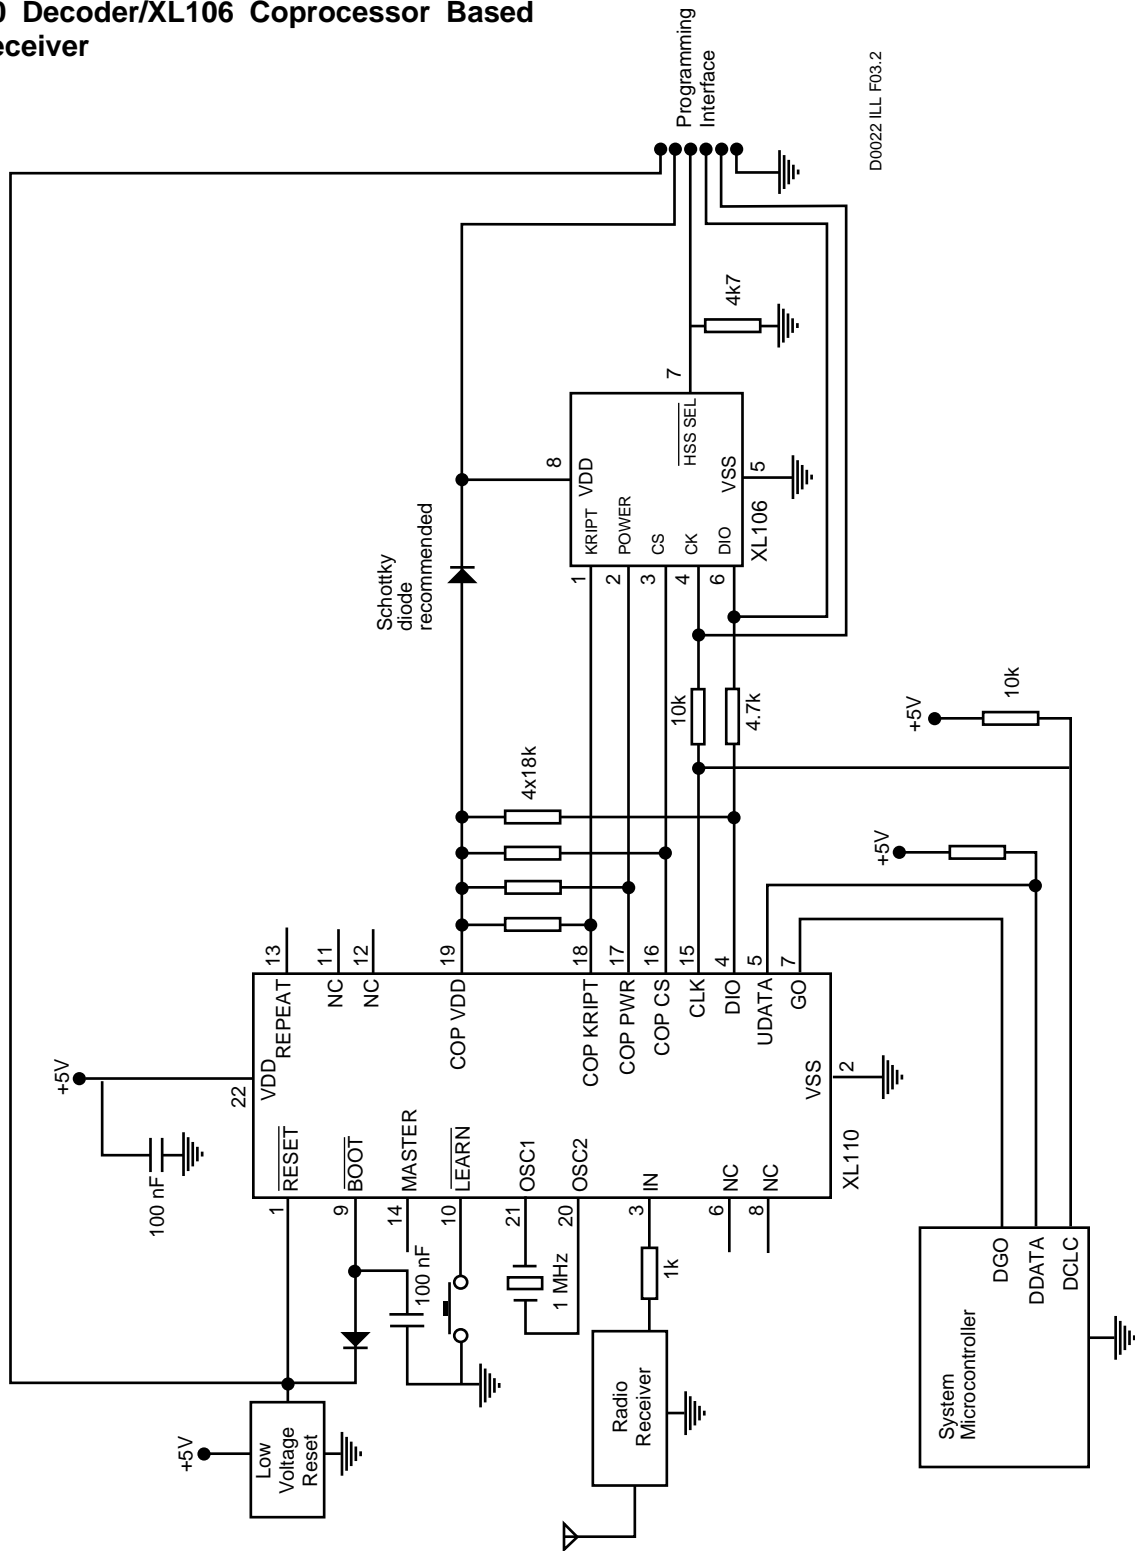 0 Decoder/XL106 Coprocessor Based
eceiver
Programming
Interface
D0022 ILL F03.2
4k7
7
8
VDD
HSS SEL
KRIPT
POWER
CS
CK
DIO
VSS
5
XL106
1
2
3
4
6
Schottky
diode
recommended
10k
4.7k
+5V
10k
4x18k
+5V
13
11
12
19
18
17
16
15
4
5
7
REPEAT
NC
NC
COP VDD
COP KRIPT
COP PWR
COP CS
CLK
DIO
UDATA
GO
+5V
22
VDD
100 nF
VSS
2
XL110
RESET
BOOT
MASTER
LEARN
OSC1
OSC2
IN
NC
NC
1
9
14
10
21
20
3
6
8
100 nF
1 MHz
1k
+5V
Low
Voltage
Reset
Radio
Receiver
System
Microcontroller
DGO
DDATA
DCLC